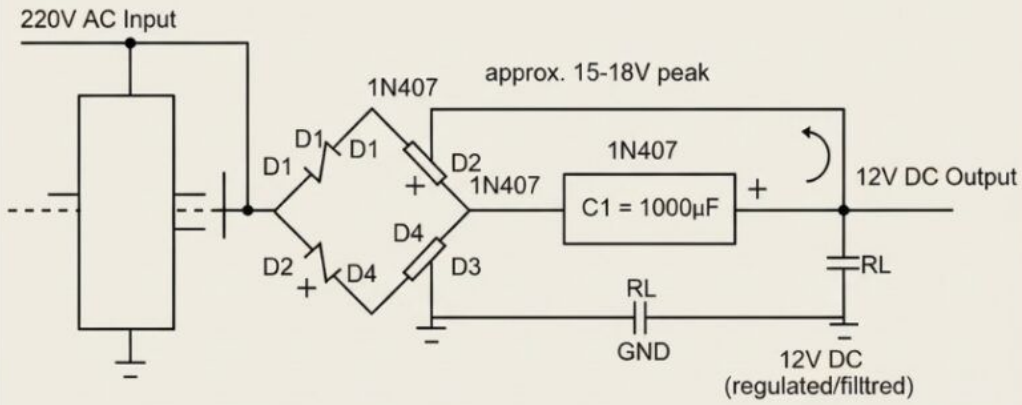 220V AC Input
approx. 15-18V peak
1N407
D1
D1
D1
D2
+
1N407
1N407
C1 = 1000µF
+
12V DC Output
D2
+
D4
D4
D3
RL
GND
RL
12V DC
(regulated/filttred)